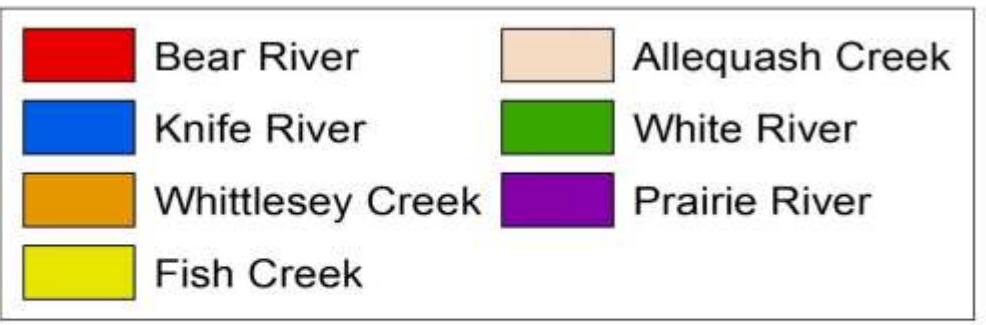 Bear River
Knife River
Whittlesey Creek
Fish Creek
Allequash Creek
White River
Prairie River